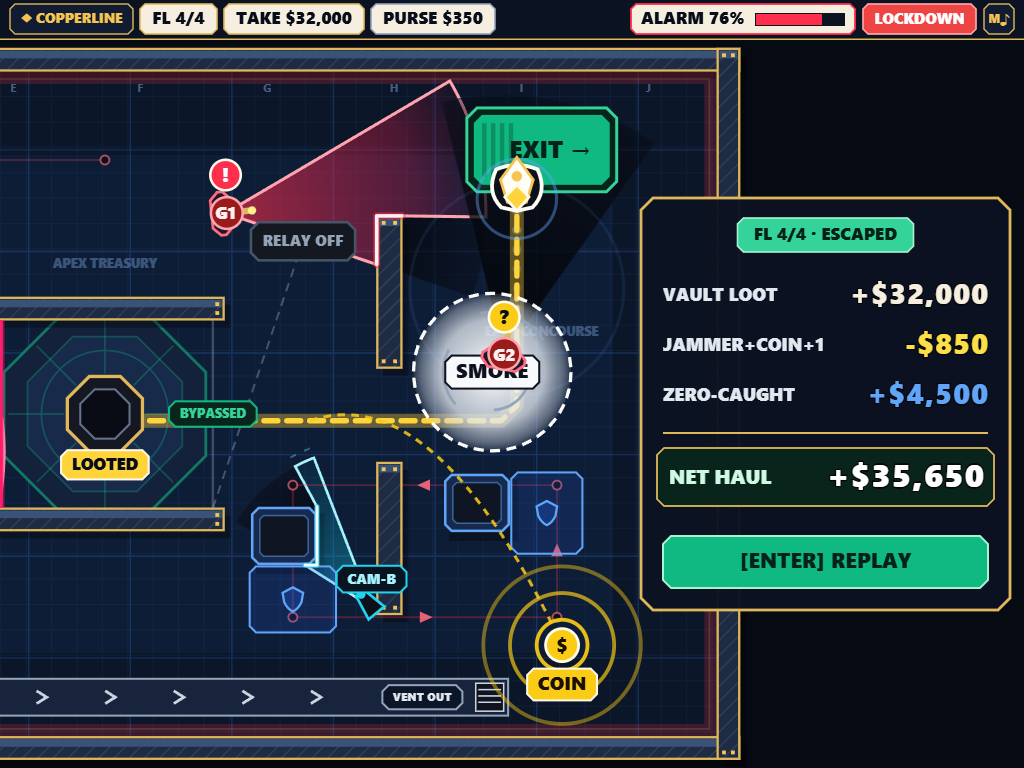 ◆ COPPERLINE
FL 4/4
TAKE $32,000
PURSE $350
ALARM 76%
LOCKDOWN
M♪
E F G H I J
EXIT →
!
G1
RELAY OFF
APEX TREASURY
?
CONCOURSE
G2
SMOKE
BYPASSED
LOOTED
CAM-B
$
COIN
VENT OUT
FL 4/4 · ESCAPED
VAULT LOOT +$32,000
JAMMER+COIN+1 -$850
ZERO-CAUGHT +$4,500
NET HAUL +$35,650
[ENTER] REPLAY